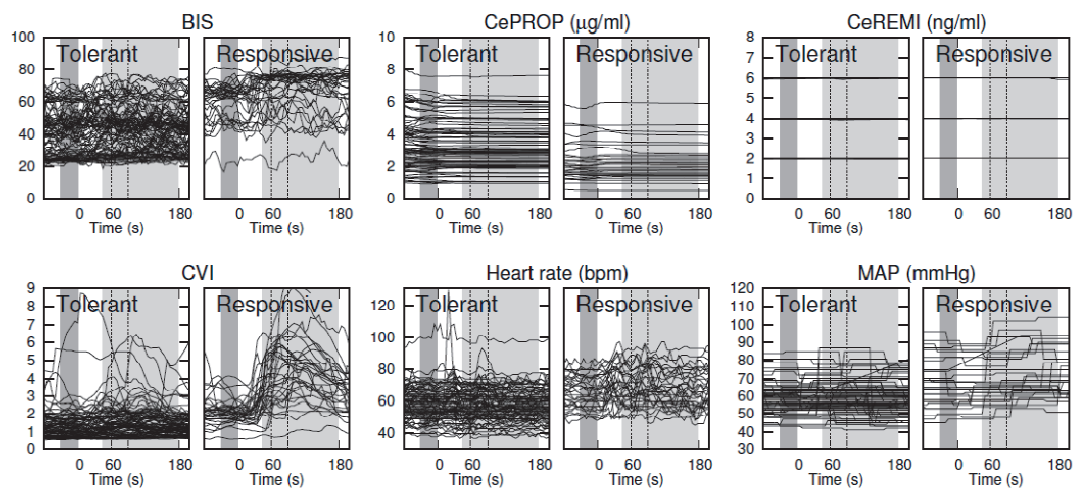 BIS
CePROP (µg/ml)
CeREMI (ng/ml)
100
80
60
40
20
0
Tolerant
Responsive
0 60 180
Time (s)
0 60 180
Time (s)
10
8
6
4
2
0
Tolerant
Responsive
0 60 180
Time (s)
0 60 180
Time (s)
8
7
6
5
4
3
2
1
0
Tolerant
Responsive
0 60 180
Time (s)
0 60 180
Time (s)
CVI
Heart rate (bpm)
MAP (mmHg)
9
8
7
6
5
4
3
2
1
0
Tolerant
Responsive
0 60 180
Time (s)
0 60 180
Time (s)
120
100
80
60
40
Tolerant
Responsive
0 60 180
Time (s)
0 60 180
Time (s)
120
110
100
90
80
70
60
50
40
30
Tolerant
Responsive
0 60 180
Time (s)
0 60 180
Time (s)